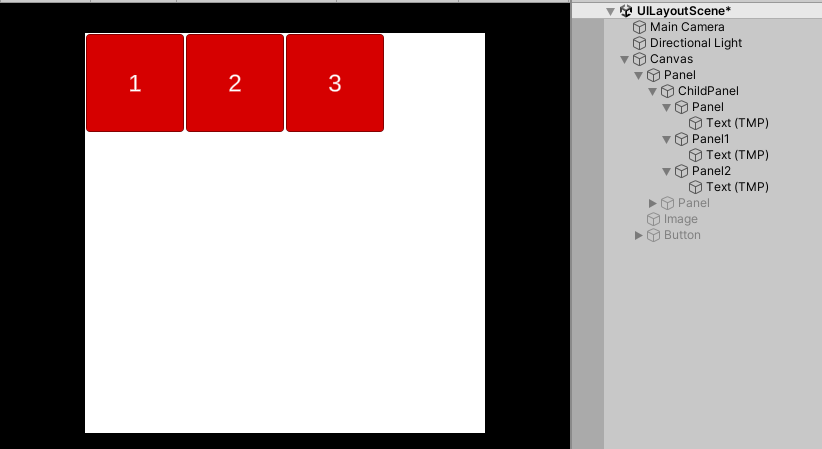 1 2 3
UILayoutScene*
Main Camera
Directional Light
Canvas
Panel
ChildPanel
Panel
Text (TMP)
Panel1
Text (TMP)
Panel2
Text (TMP)
Panel
Image
Button